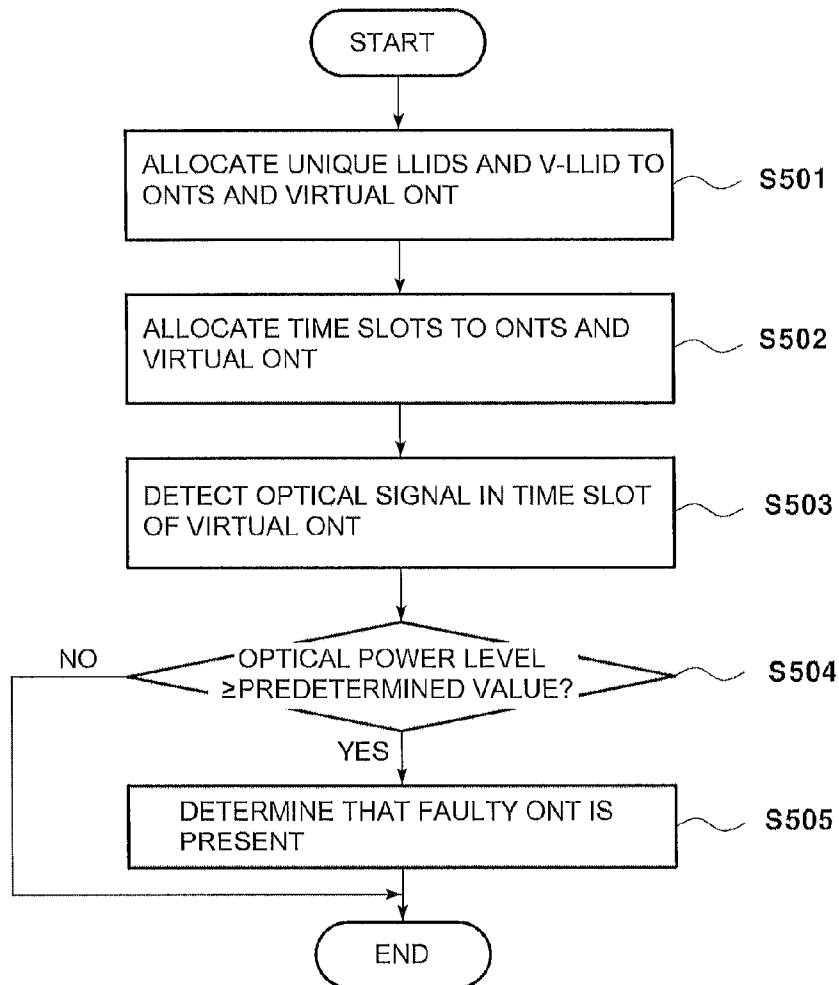 START
ALLOCATE UNIQUE LLIDS AND V-LLID TO
ONTS AND VIRTUAL ONT
S501
ALLOCATE TIME SLOTS TO ONTS AND
VIRTUAL ONT
S502
DETECT OPTICAL SIGNAL IN TIME SLOT
OF VIRTUAL ONT
S503
NO
OPTICAL POWER LEVEL
≥PREDETERMINED VALUE?
S504
YES
DETERMINE THAT FAULTY ONT IS
PRESENT
S505
END